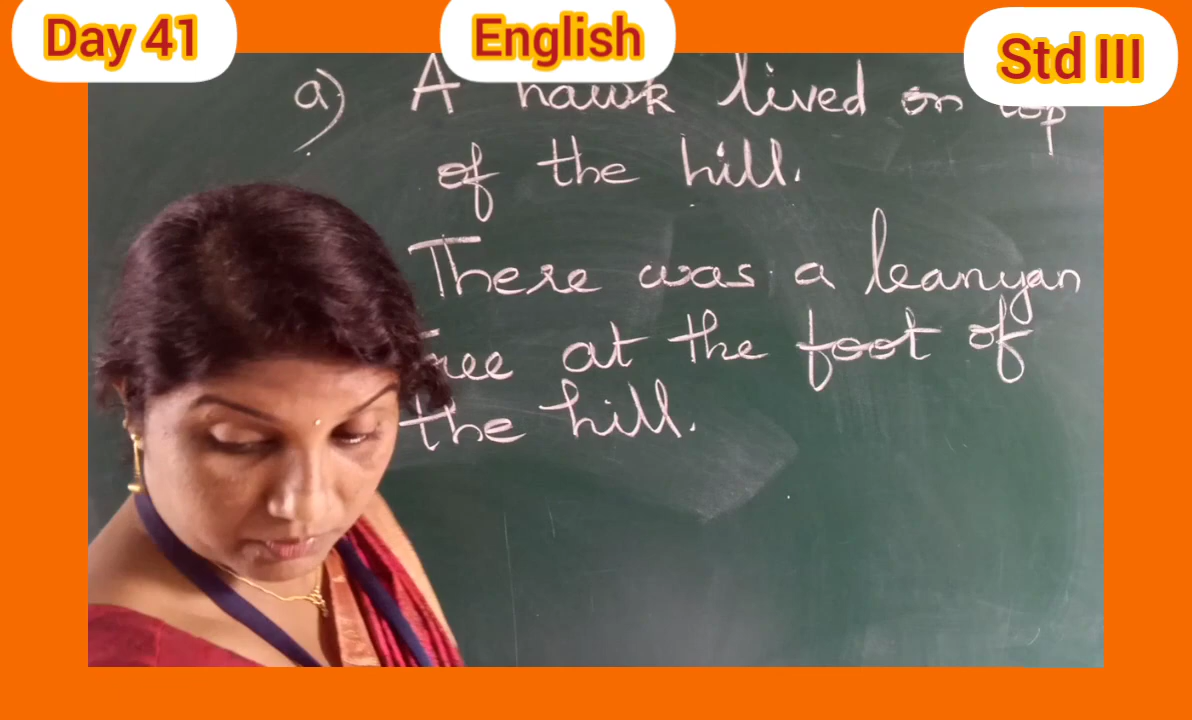 Day 41
English
Std III
a) A hawk lived on top
of the hill.
There was a banyan
Tree at the foot of
the hill.